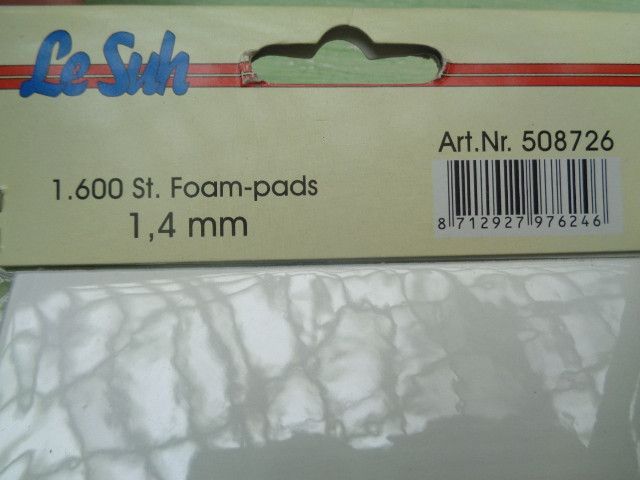 Le Suh
Art.Nr. 508726
1.600 St. Foam-pads
1,4 mm
8 712927 976246